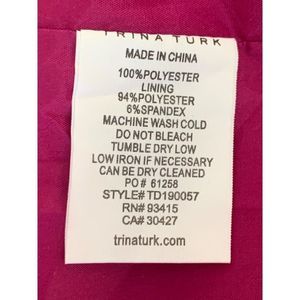 TRINA TURK
MADE IN CHINA
100%POLYESTER
LINING
94%POLYESTER
6%SPANDEX
MACHINE WASH COLD
DO NOT BLEACH
TUMBLE DRY LOW
LOW IRON IF NECESSARY
CAN BE DRY CLEANED
PO# 61258
STYLE# TD190057
RN# 93415
CA# 30427
trinaturk.com